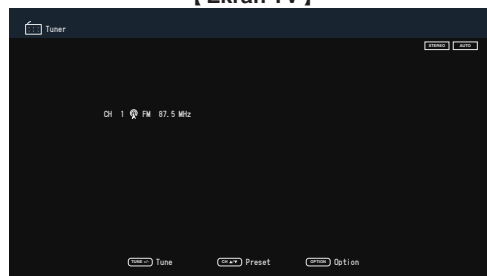 【 Ekran TV 】
Tuner
STEREO AUTO
CH 1 FM 87.5 MHz
TUNE +/- Tune CH ▲/▼ Preset OPTION Option